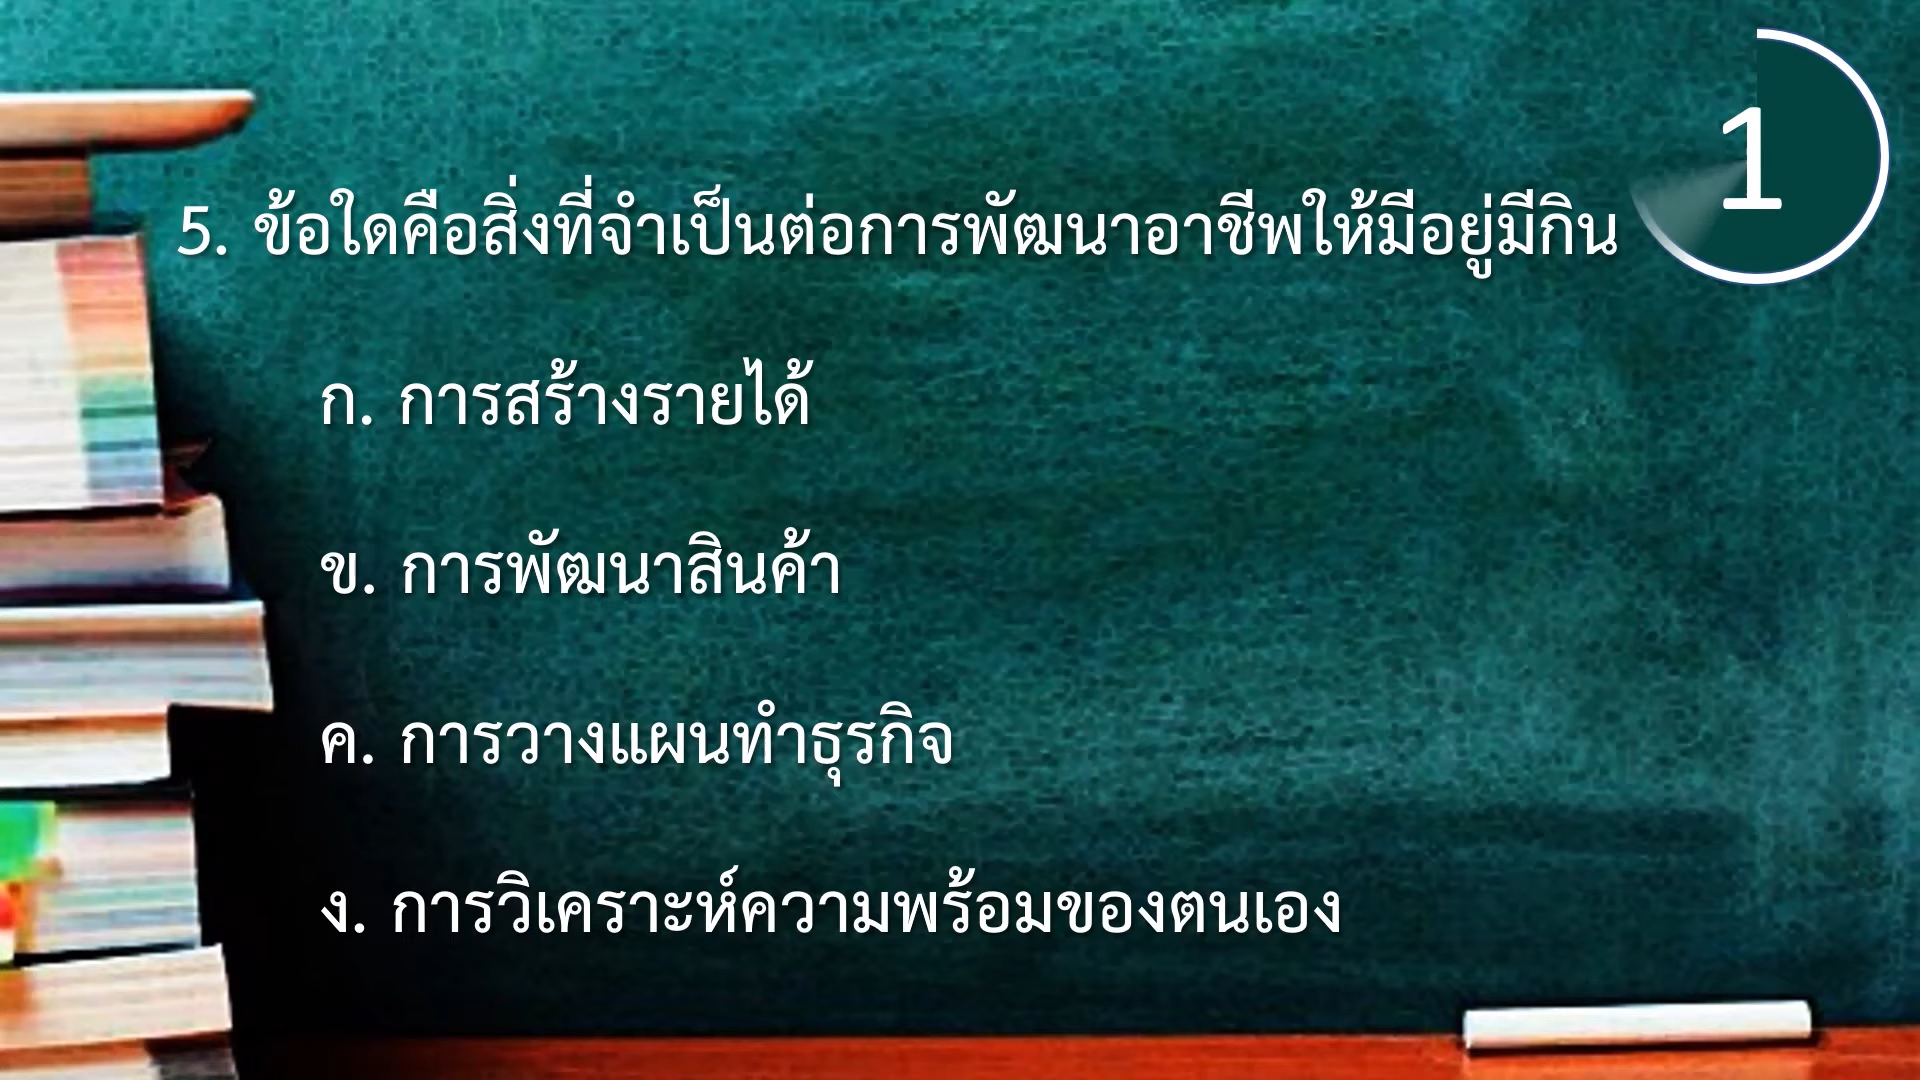 1
5. ข้อใดคือสิ่งที่จำเป็นต่อการพัฒนาอาชีพให้มีอยู่มีกิน
ก. การสร้างรายได้
ข. การพัฒนาสินค้า
ค. การวางแผนทำธุรกิจ
ง. การวิเคราะห์ความพร้อมของตนเอง